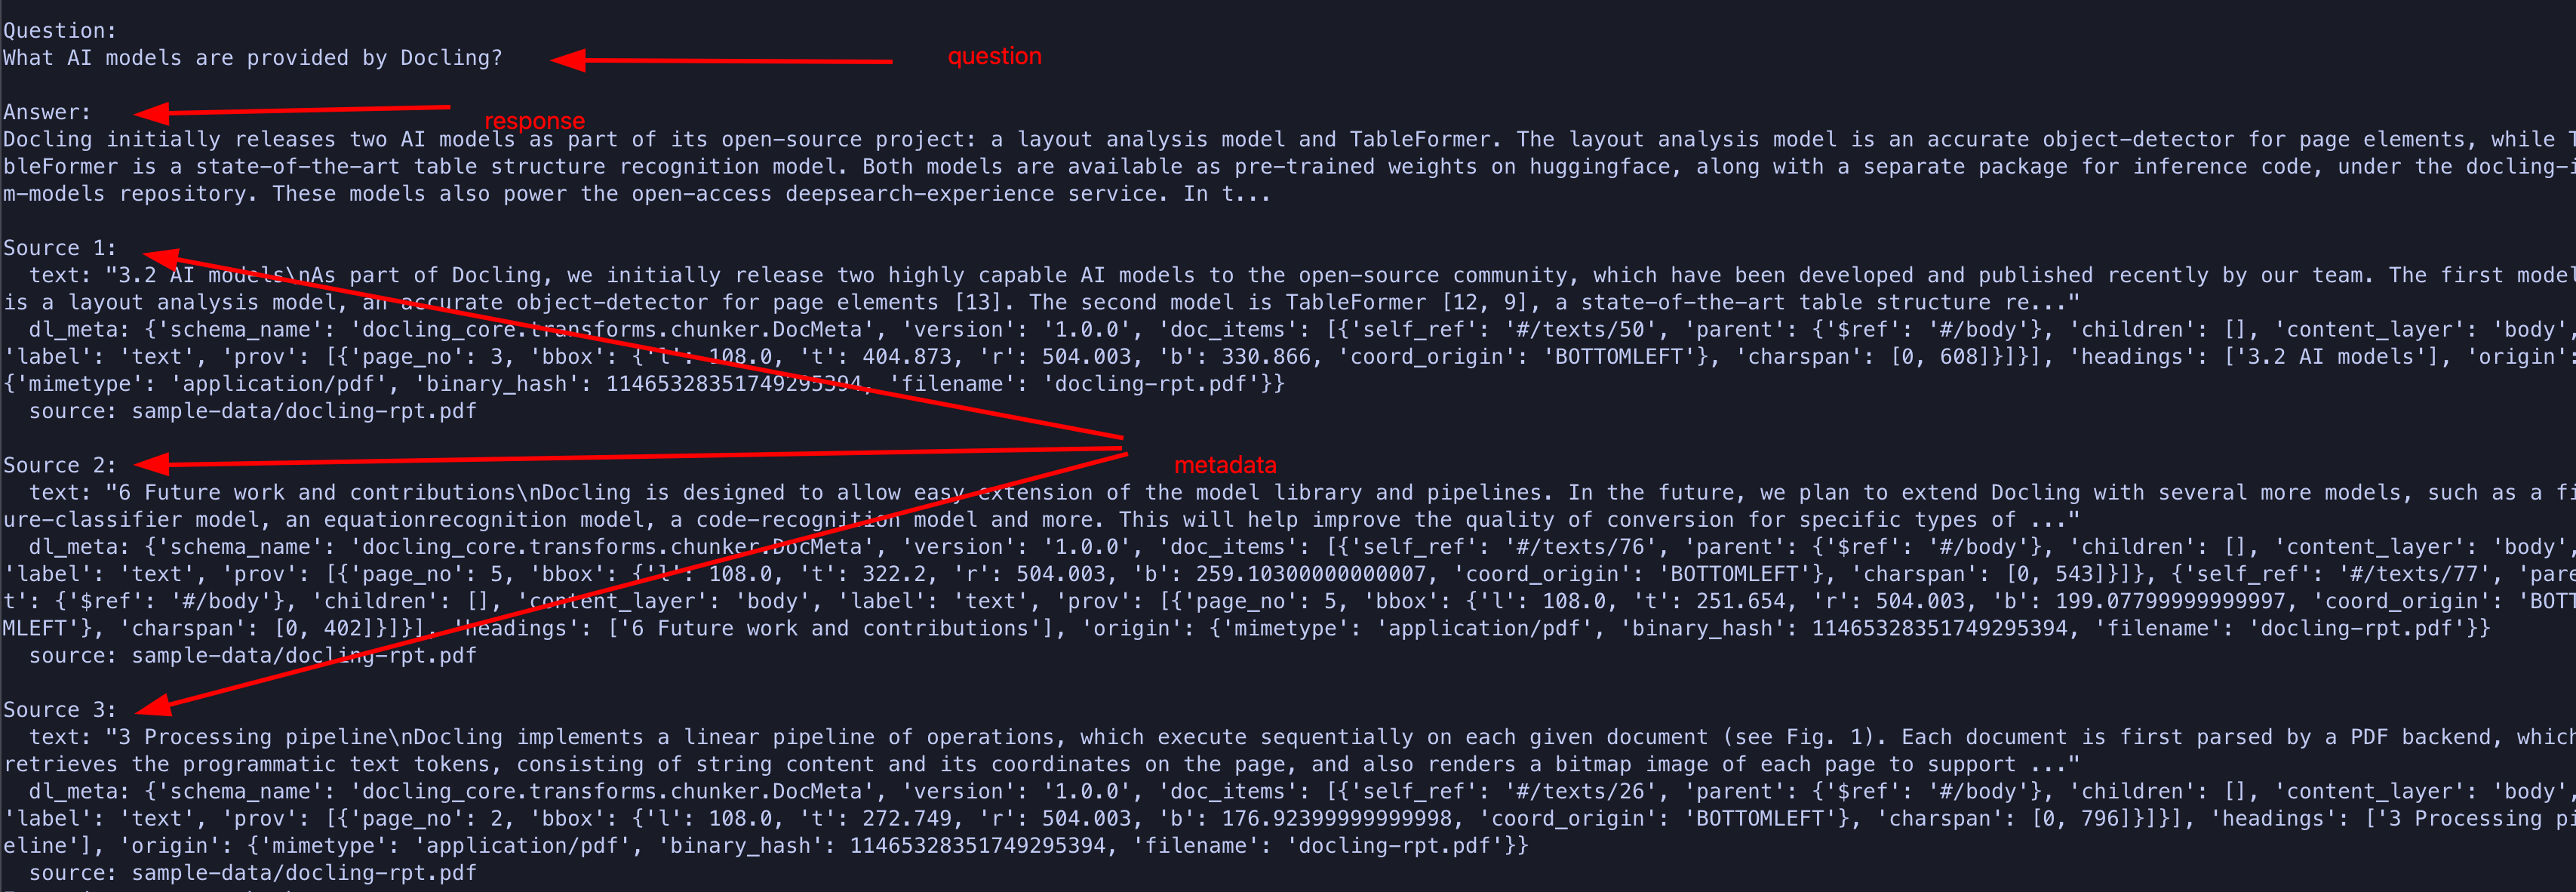 Question:
What AI models are provided by Docling?
question
Answer:
response
Docling initially releases two AI models as part of its open-source project: a layout analysis model and TableFormer. The layout analysis model is an accurate object-detector for page elements, while T
bleFormer is a state-of-the-art table structure recognition model. Both models are available as pre-trained weights on huggingface, along with a separate package for inference code, under the docling-i
m-models repository. These models also power the open-access deepsearch-experience service. In t...
Source 1:
text: "3.2 AI models\nAs part of Docling, we initially release two highly capable AI models to the open-source community, which have been developed and published recently by our team. The first model
is a layout analysis model, an accurate object-detector for page elements [13]. The second model is TableFormer [12, 9], a state-of-the-art table structure re..."
dl_meta: {'schema_name': 'docling_core.transforms.chunker.DocMeta', 'version': '1.0.0', 'doc_items': [{'self_ref': '#/texts/50', 'parent': {'$ref': '#/body'}, 'children': [], 'content_layer': 'body',
'label': 'text', 'prov': [{'page_no': 3, 'bbox': {'l': 108.0, 't': 404.873, 'r': 504.003, 'b': 330.866, 'coord_origin': 'BOTTOMLEFT'}, 'charspan': [0, 608]}]}], 'headings': ['3.2 AI models'], 'origin':
{'mimetype': 'application/pdf', 'binary_hash': 11465328351749295394, 'filename': 'docling-rpt.pdf'}}
source: sample-data/docling-rpt.pdf
Source 2:
metadata
text: "6 Future work and contributions\nDocling is designed to allow easy extension of the model library and pipelines. In the future, we plan to extend Docling with several more models, such as a fi
ure-classifier model, an equationrecognition model, a code-recognition model and more. This will help improve the quality of conversion for specific types of ..."
dl_meta: {'schema_name': 'docling_core.transforms.chunker.DocMeta', 'version': '1.0.0', 'doc_items': [{'self_ref': '#/texts/76', 'parent': {'$ref': '#/body'}, 'children': [], 'content_layer': 'body',
'label': 'text', 'prov': [{'page_no': 5, 'bbox': {'l': 108.0, 't': 322.2, 'r': 504.003, 'b': 259.10300000000007, 'coord_origin': 'BOTTOMLEFT'}, 'charspan': [0, 543]}]}, {'self_ref': '#/texts/77', 'pare
t': {'$ref': '#/body'}, 'children': [], 'content_layer': 'body', 'label': 'text', 'prov': [{'page_no': 5, 'bbox': {'l': 108.0, 't': 251.654, 'r': 504.003, 'b': 199.07799999999997, 'coord_origin': 'BOTT
MLEFT'}, 'charspan': [0, 402]}]}], 'headings': ['6 Future work and contributions'], 'origin': {'mimetype': 'application/pdf', 'binary_hash': 11465328351749295394, 'filename': 'docling-rpt.pdf'}}
source: sample-data/docling-rpt.pdf
Source 3:
text: "3 Processing pipeline\nDocling implements a linear pipeline of operations, which execute sequentially on each given document (see Fig. 1). Each document is first parsed by a PDF backend, which
retrieves the programmatic text tokens, consisting of string content and its coordinates on the page, and also renders a bitmap image of each page to support ..."
dl_meta: {'schema_name': 'docling_core.transforms.chunker.DocMeta', 'version': '1.0.0', 'doc_items': [{'self_ref': '#/texts/26', 'parent': {'$ref': '#/body'}, 'children': [], 'content_layer': 'body',
'label': 'text', 'prov': [{'page_no': 2, 'bbox': {'l': 108.0, 't': 272.749, 'r': 504.003, 'b': 176.92399999999998, 'coord_origin': 'BOTTOMLEFT'}, 'charspan': [0, 796]}]}], 'headings': ['3 Processing pi
eline'], 'origin': {'mimetype': 'application/pdf', 'binary_hash': 11465328351749295394, 'filename': 'docling-rpt.pdf'}}
source: sample-data/docling-rpt.pdf